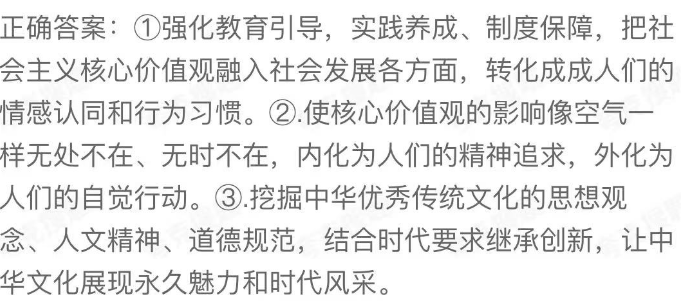 正确答案：①强化教育引导，实践养成、制度保障，把社
会主义核心价值观融入社会发展各方面，转化成成人们的
情感认同和行为习惯。②.使核心价值观的影响像空气一
样无处不在、无时不在，内化为人们的精神追求，外化为
人们的自觉行动。③.挖掘中华优秀传统文化的思想观
念、人文精神、道德规范，结合时代要求继承创新，让中
华文化展现永久魅力和时代风采。